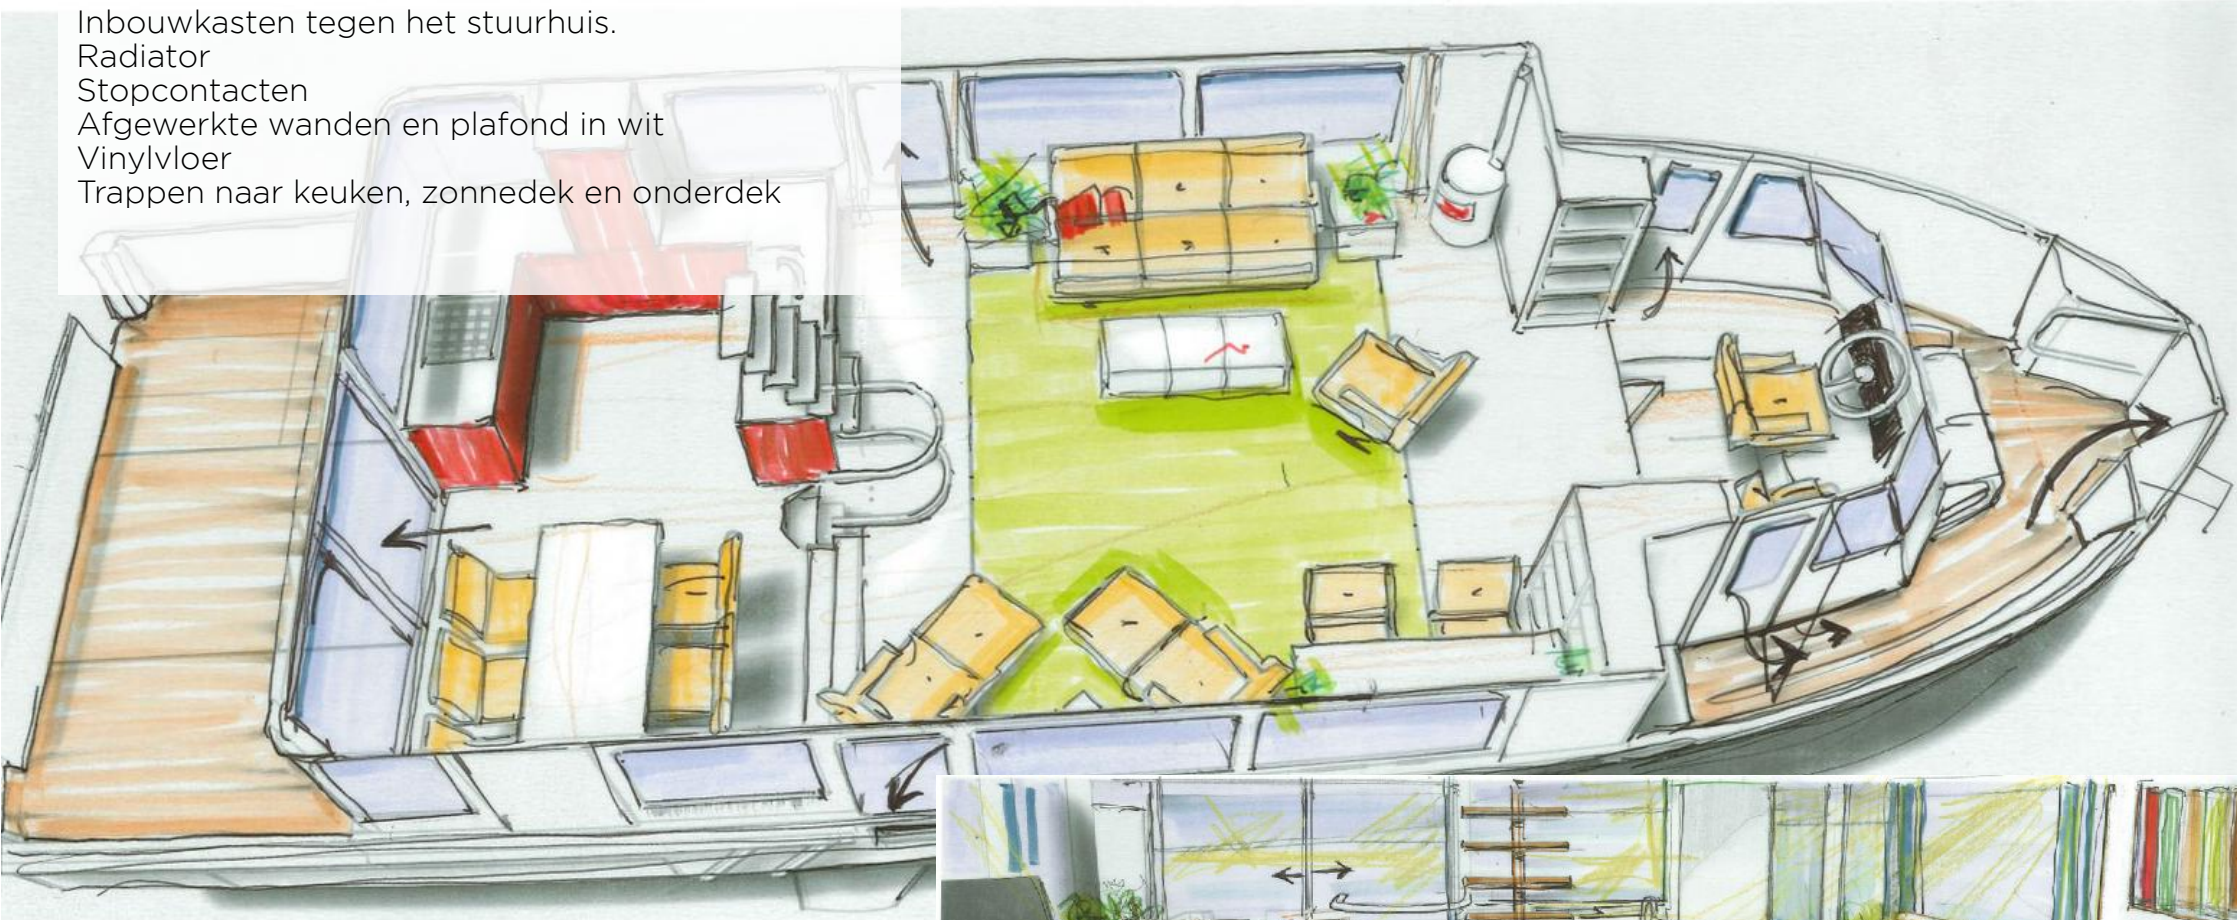 Inbouwkasten tegen het stuurhuis.
Radiator
Stopcontacten
Afgewerkte wanden en plafond in wit
Vinylvloer
Trappen naar keuken, zonnedek en onderdek